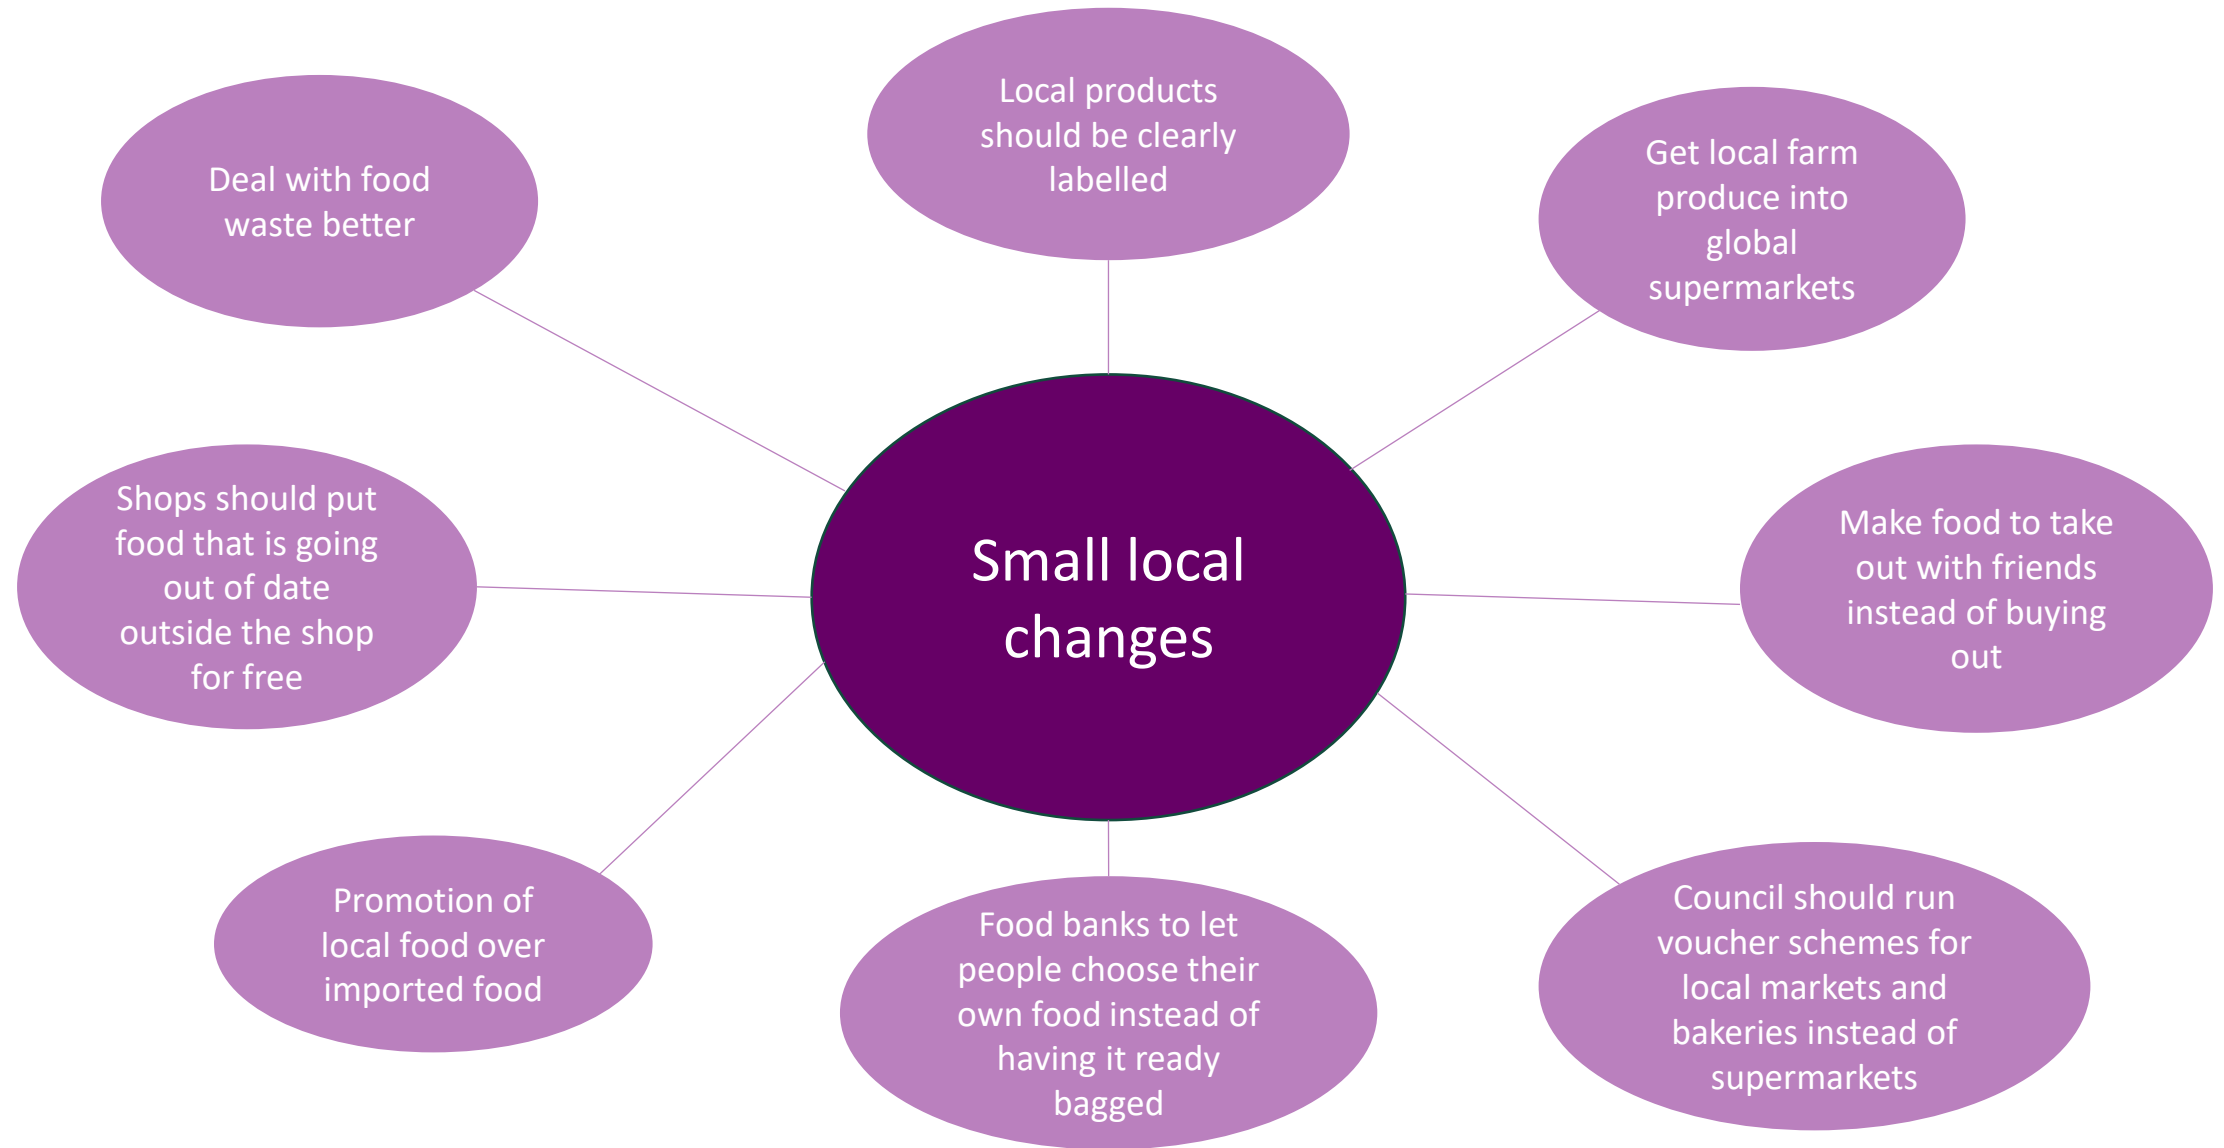 Local products
should be clearly
labelled
Deal with food
waste better
Get local farm
produce into
global
supermarkets
Shops should put
food that is going
out of date
outside the shop
for free
Small local
changes
Make food to take
out with friends
instead of buying
out
Promotion of
local food over
imported food
Food banks to let
people choose their
own food instead of
having it ready
bagged
Council should run
voucher schemes for
local markets and
bakeries instead of
supermarkets